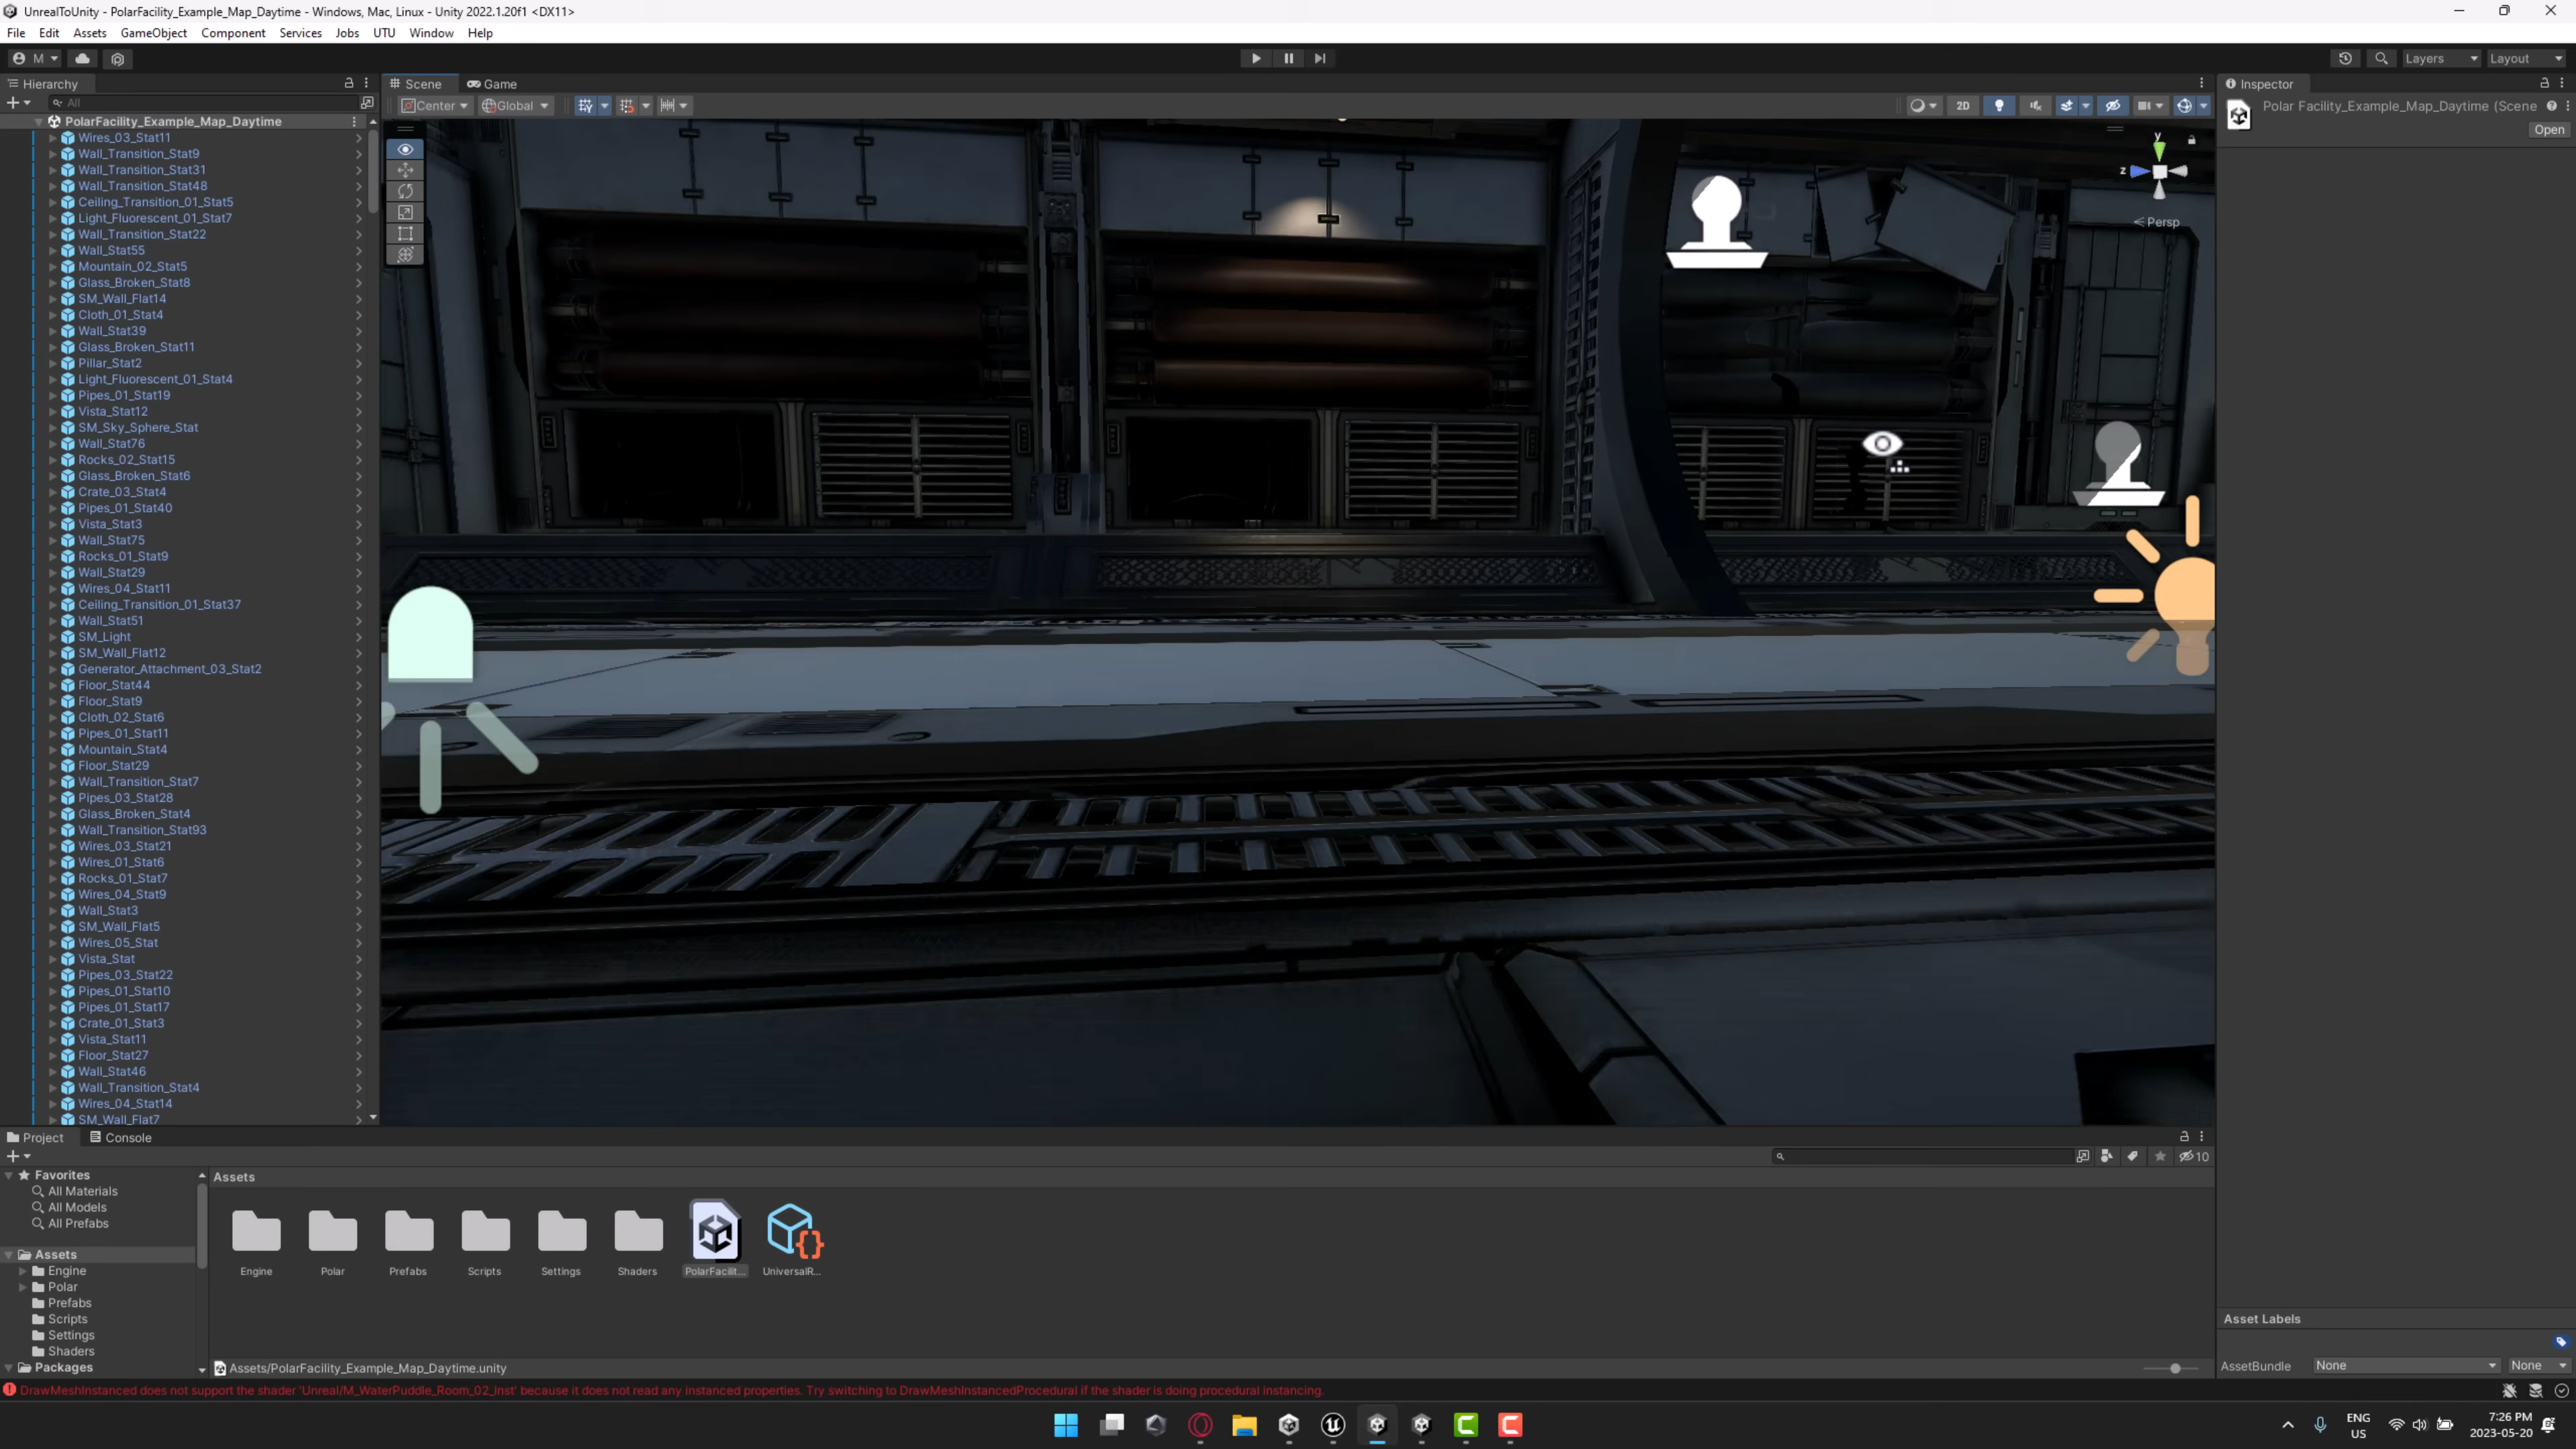 UnrealToUnity - PolarFacility_Example_Map_Daytime - Windows, Mac, Linux - Unity 2022.1.20f1 <DX11>
File Edit Assets GameObject Component Services Jobs UTU Window Help
M Layers Layout
Hierarchy
All
PolarFacility_Example_Map_Daytime
Wires_03_Stat11
Wall_Transition_Stat9
Wall_Transition_Stat31
Wall_Transition_Stat48
Ceiling_Transition_01_Stat5
Light_Fluorescent_01_Stat7
Wall_Transition_Stat22
Wall_Stat55
Mountain_02_Stat5
Glass_Broken_Stat8
SM_Wall_Flat14
Cloth_01_Stat4
Wall_Stat39
Glass_Broken_Stat11
Pillar_Stat2
Light_Fluorescent_01_Stat4
Pipes_01_Stat19
Vista_Stat12
SM_Sky_Sphere_Stat
Wall_Stat76
Rocks_02_Stat15
Glass_Broken_Stat6
Crate_03_Stat4
Pipes_01_Stat40
Vista_Stat3
Wall_Stat75
Rocks_01_Stat9
Wall_Stat29
Wires_04_Stat11
Ceiling_Transition_01_Stat37
Wall_Stat51
SM_Light
SM_Wall_Flat12
Generator_Attachment_03_Stat2
Floor_Stat44
Floor_Stat9
Cloth_02_Stat6
Pipes_01_Stat11
Mountain_Stat4
Floor_Stat29
Wall_Transition_Stat7
Pipes_03_Stat28
Glass_Broken_Stat4
Wall_Transition_Stat93
Wires_03_Stat21
Wires_01_Stat6
Rocks_01_Stat7
Wires_04_Stat9
Wall_Stat3
SM_Wall_Flat5
Wires_05_Stat
Vista_Stat
Pipes_03_Stat22
Pipes_01_Stat10
Pipes_01_Stat17
Crate_01_Stat3
Vista_Stat11
Floor_Stat27
Wall_Stat46
Wall_Transition_Stat4
Wires_04_Stat14
SM_Wall_Flat7
Scene Game
Center Global 2D
y
z
Persp
Inspector
Polar Facility_Example_Map_Daytime (Scene
Open
Project Console
10
Favorites
All Materials
All Models
All Prefabs
Assets
Engine
Polar
Prefabs
Scripts
Settings
Shaders
Packages
Assets
Engine Polar Prefabs Scripts Settings Shaders PolarFacilit... UniversalR...
Assets/PolarFacility_Example_Map_Daytime.unity
Asset Labels
AssetBundle None None
DrawMeshInstanced does not support the shader 'Unreal/M_WaterPuddle_Room_02_Inst' because it does not read any instanced properties. Try switching to DrawMeshInstancedProcedural if the shader is doing procedural instancing.
ENG
US
7:26 PM
2023-05-20